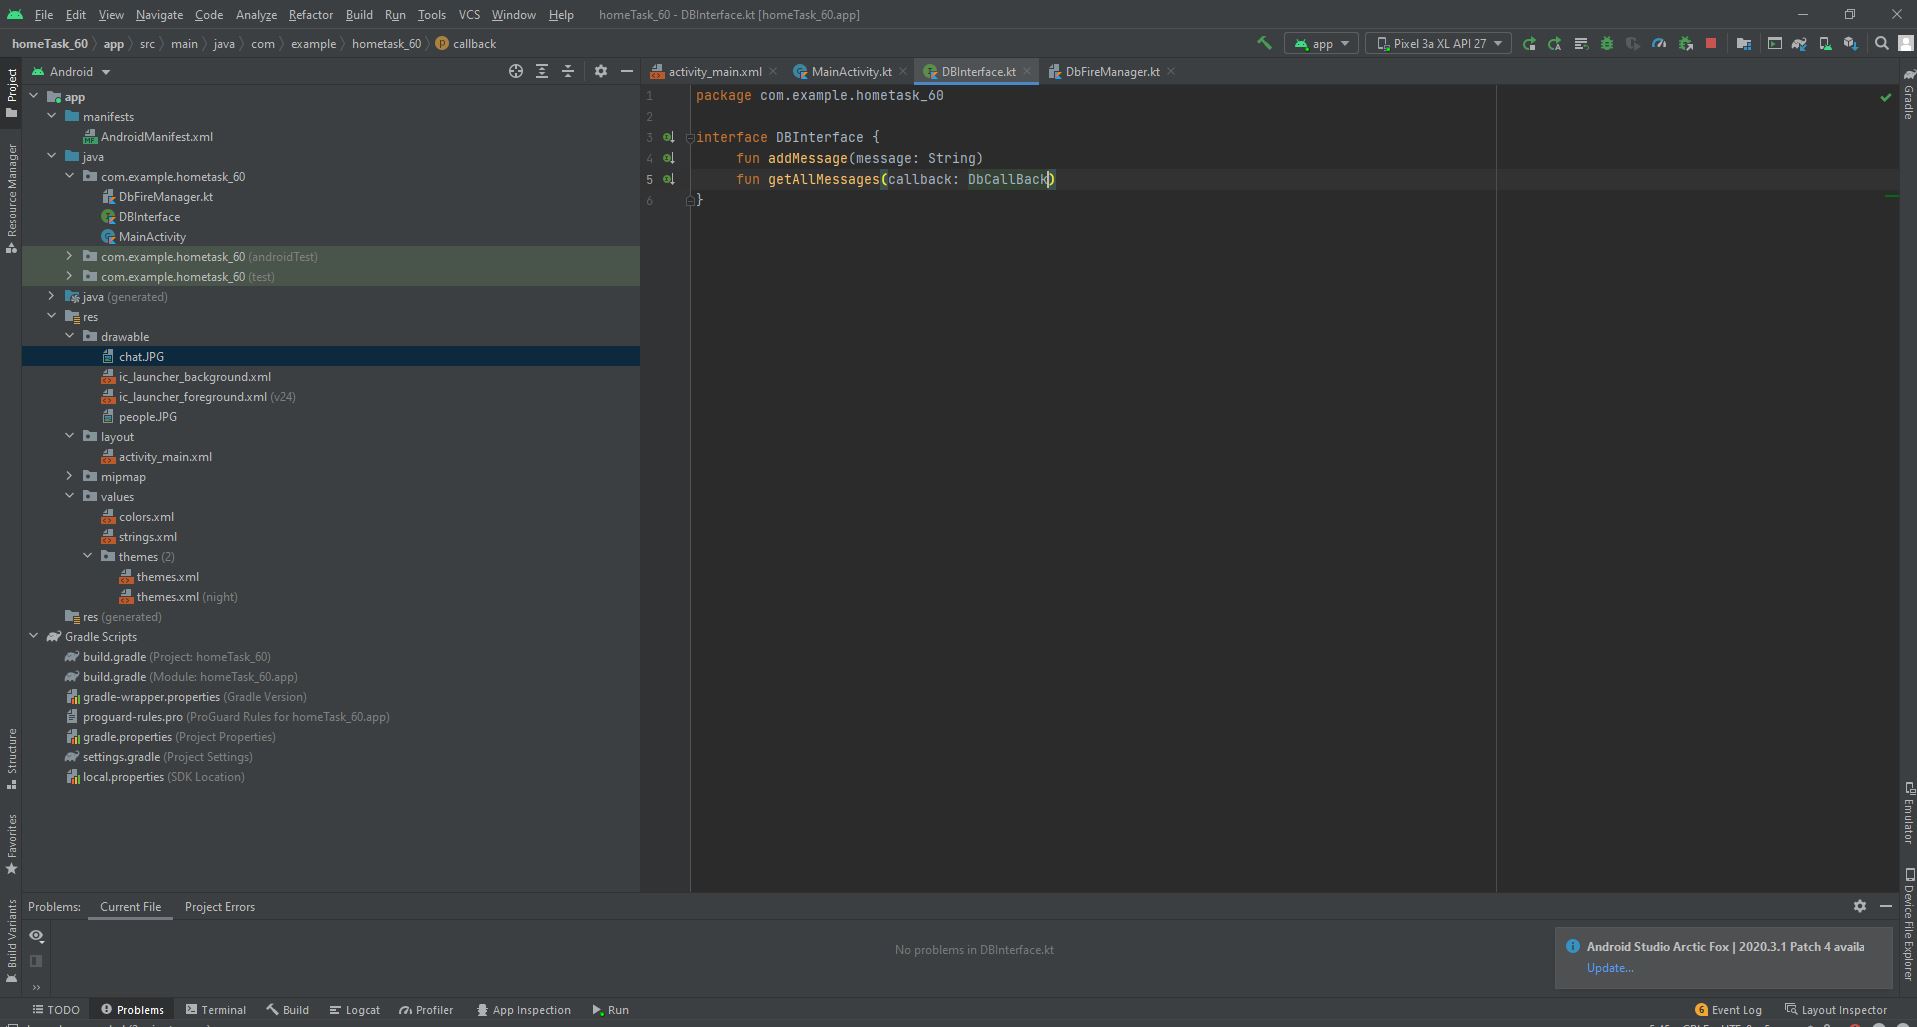 File Edit View Navigate Code Analyze Refactor Build Run Tools VCS Window Help homeTask_60 - DBInterface.kt [homeTask_60.app]
homeTask_60 app src main java com example hometask_60 callback app Pixel 3a XL API 27
Project
Resource Manager
Structure
Favorites
Build Variants
Android
app
manifests
AndroidManifest.xml
java
com.example.hometask_60
DbFireManager.kt
DBInterface
MainActivity
com.example.hometask_60 (androidTest)
com.example.hometask_60 (test)
java (generated)
res
drawable
chat.JPG
ic_launcher_background.xml
ic_launcher_foreground.xml (v24)
people.JPG
layout
activity_main.xml
mipmap
values
colors.xml
strings.xml
themes (2)
themes.xml
themes.xml (night)
res (generated)
Gradle Scripts
build.gradle (Project: homeTask_60)
build.gradle (Module: homeTask_60.app)
gradle-wrapper.properties (Gradle Version)
proguard-rules.pro (ProGuard Rules for homeTask_60.app)
gradle.properties (Project Properties)
settings.gradle (Project Settings)
local.properties (SDK Location)
activity_main.xml MainActivity.kt DBInterface.kt DbFireManager.kt
1 package com.example.hometask_60
2
3 interface DBInterface {
4 fun addMessage(message: String)
5 fun getAllMessages(callback: DbCallBack)
6 }
Gradle
Emulator
Device File Explorer
Problems: Current File Project Errors
No problems in DBInterface.kt
Android Studio Arctic Fox | 2020.3.1 Patch 4 availa
Update...
TODO Problems Terminal Build Logcat Profiler App Inspection Run 6 Event Log Layout Inspector